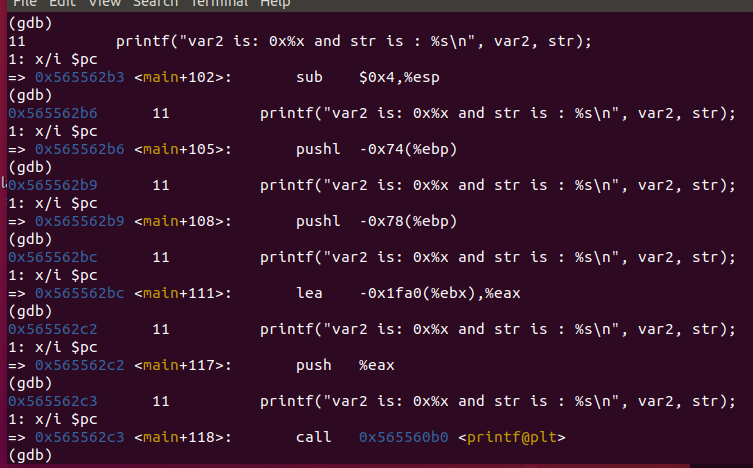 File Edit View Search Terminal Help
(gdb)
11          printf("var2 is: 0x%x and str is : %s\n", var2, str);
1: x/i $pc
=> 0x565562b3 <main+102>:       sub    $0x4,%esp
(gdb)
0x565562b6      11          printf("var2 is: 0x%x and str is : %s\n", var2, str);
1: x/i $pc
=> 0x565562b6 <main+105>:       pushl  -0x74(%ebp)
(gdb)
0x565562b9      11          printf("var2 is: 0x%x and str is : %s\n", var2, str);
1: x/i $pc
=> 0x565562b9 <main+108>:       pushl  -0x78(%ebp)
(gdb)
0x565562bc      11          printf("var2 is: 0x%x and str is : %s\n", var2, str);
1: x/i $pc
=> 0x565562bc <main+111>:       lea    -0x1fa0(%ebx),%eax
(gdb)
0x565562c2      11          printf("var2 is: 0x%x and str is : %s\n", var2, str);
1: x/i $pc
=> 0x565562c2 <main+117>:       push   %eax
(gdb)
0x565562c3      11          printf("var2 is: 0x%x and str is : %s\n", var2, str);
1: x/i $pc
=> 0x565562c3 <main+118>:       call   0x565560b0 <printf@plt>
(gdb)